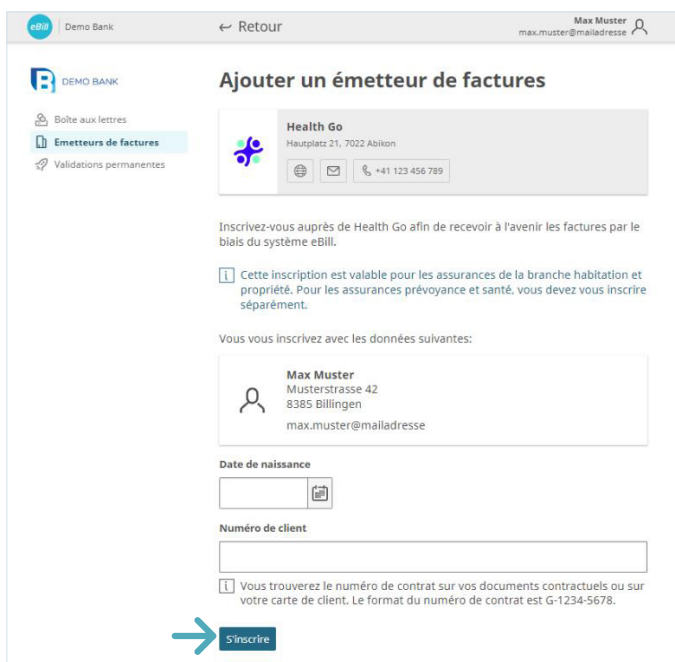 eBill Demo Bank
← Retour
Max Muster
max.muster@mailadresse
DEMO BANK
Boîte aux lettres
Emetteurs de factures
Validations permanentes
Ajouter un émetteur de factures
Health Go
Hautplatz 21, 7022 Abikon
+41 123 456 789
Inscrivez-vous auprès de Health Go afin de recevoir à l'avenir les factures par le
biais du système eBill.
Cette inscription est valable pour les assurances de la branche habitation et
propriété. Pour les assurances prévoyance et santé, vous devez vous inscrire
séparément.
Vous vous inscrivez avec les données suivantes:
Max Muster
Musterstrasse 42
8385 Billingen
max.muster@mailadresse
Date de naissance
Numéro de client
Vous trouverez le numéro de contrat sur vos documents contractuels ou sur
votre carte de client. Le format du numéro de contrat est G-1234-5678.
S'inscrire